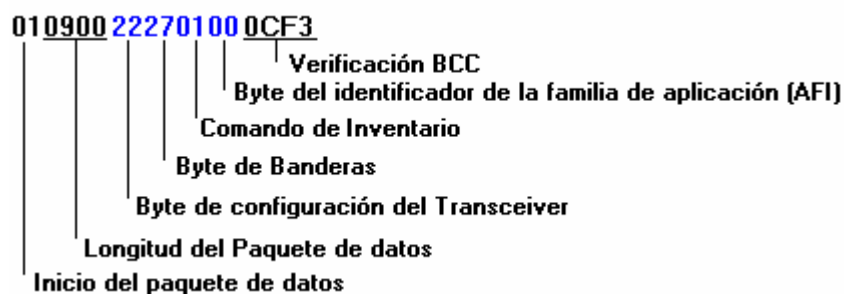 010900 22270100 0CF3
Verificación BCC
Byte del identificador de la familia de aplicación (AFI)
Comando de Inventario
Byte de Banderas
Byte de configuración del Transceiver
Longitud del Paquete de datos
Inicio del paquete de datos